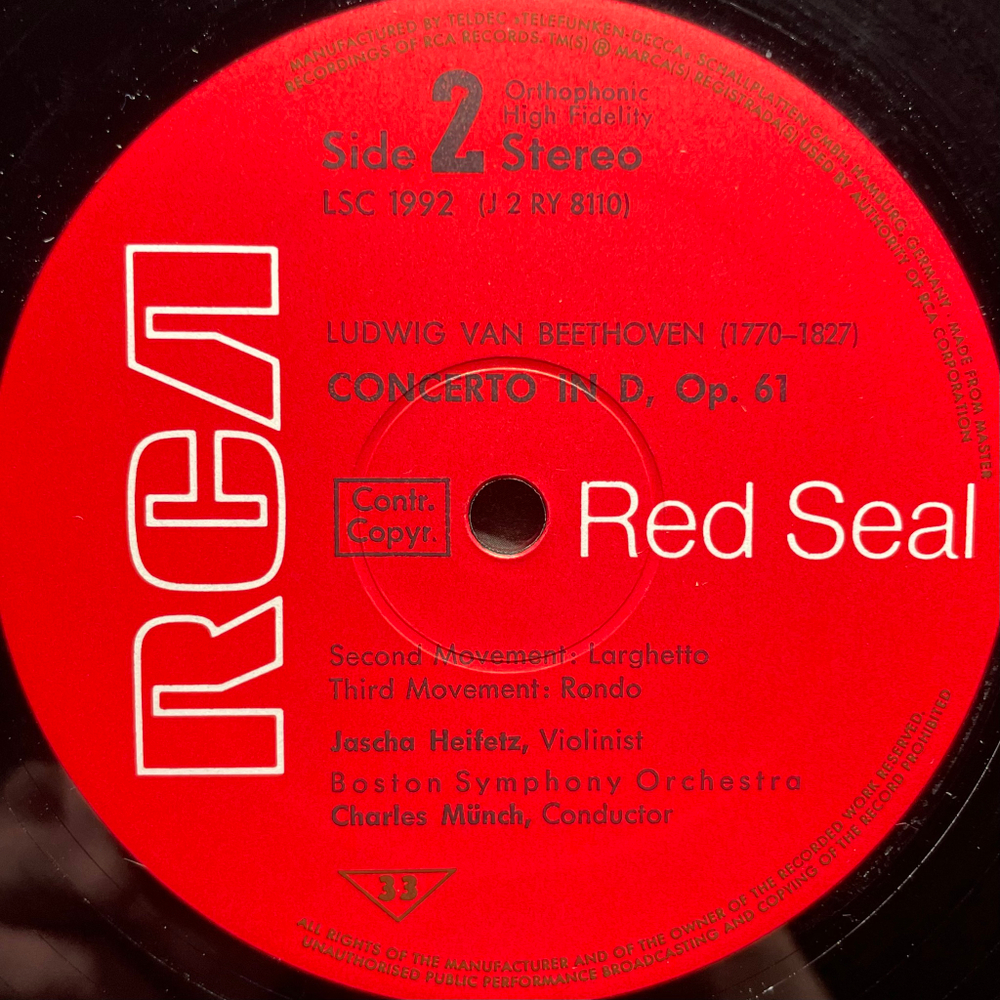 MANUFACTURED BY TELDEC »TELEFUNKEN-DECCA« SCHALLPLATTEN GMBH, HAMBURG, GERMANY · MADE FROM MASTER
RECORDINGS OF RCA RECORDS. TM(S) ® MARCA(S) REGISTRADA(S) USED BY AUTHORITY OF RCA CORPORATION
Orthophonic
High Fidelity
Side 2 Stereo
LSC 1992 (J 2 RY 8110)
LUDWIG VAN BEETHOVEN (1770–1827)
CONCERTO IN D, Op. 61
RCA
Contr.
Copyr.
Red Seal
Second Movement: Larghetto
Third Movement: Rondo
Jascha Heifetz, Violinist
Boston Symphony Orchestra
Charles Münch, Conductor
33
ALL RIGHTS OF THE MANUFACTURER AND OF THE OWNER OF THE RECORDED WORK RESERVED.
UNAUTHORISED PUBLIC PERFORMANCE BROADCASTING AND COPYING OF THE RECORD PROHIBITED